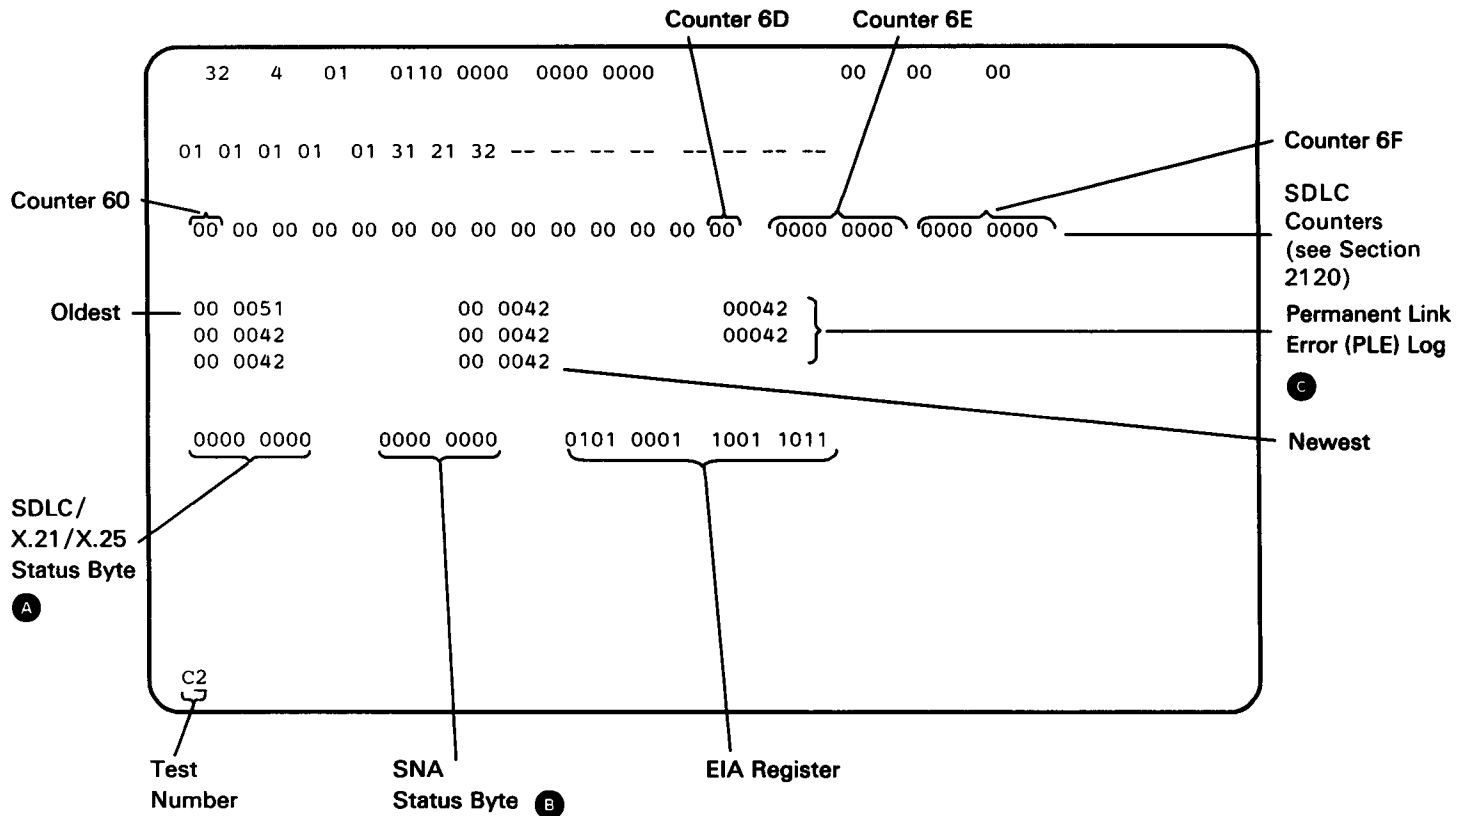 Counter 6D Counter 6E
32 4 01 0110 0000 0000 0000 00 00 00
01 01 01 01 01 31 21 32 -- -- -- -- -- -- -- --
Counter 6F
Counter 60
00 00 00 00 00 00 00 00 00 00 00 00 00 00 0000 0000 0000 0000
SDLC
Counters
(see Section
2120)
Oldest
00 0051 00 0042 00042
00 0042 00 0042 00042
00 0042 00 0042
Permanent Link
Error (PLE) Log
C
Newest
0000 0000 0000 0000 0101 0001 1001 1011
SDLC/
X.21/X.25
Status Byte
A
C2
Test
Number
SNA
Status Byte B
EIA Register